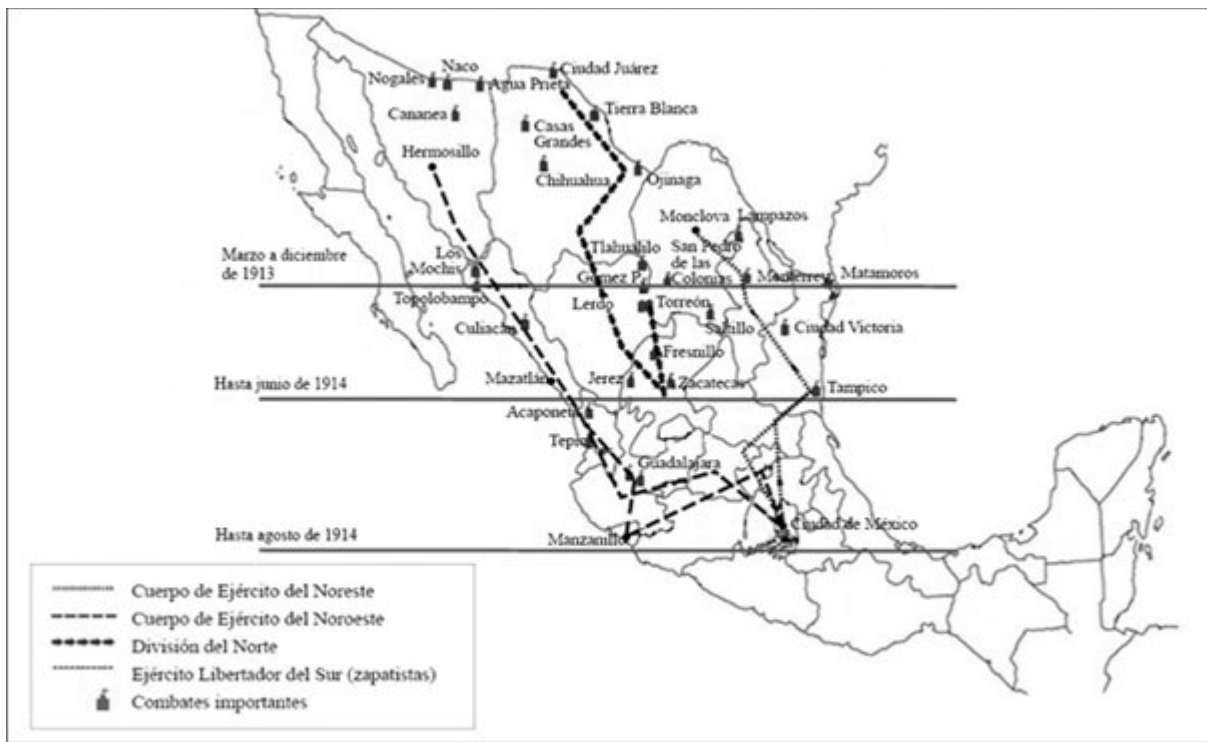 Naco
Ciudad Juárez
Nogales
Agua Prieta
Tierra Blanca
Cananea
Casas
Grandes
Hermosillo
Chihuahua
Ojinaga
Monclova
Lampazos
Tlahualilo
San Pedro
de las
Colonias
Los
Mochis
Marzo a diciembre
de 1913
Gómez P.
Monterrey
Matamoros
Topolobampo
Lerdo
Torreón
Saltillo
Ciudad Victoria
Culiacán
Fresnillo
Mazatlán
Jerez
Zacatecas
Hasta junio de 1914
Tampico
Acaponeta
Tepic
Guadalajara
Ciudad de México
Hasta agosto de 1914
Manzanillo
Cuerpo de Ejército del Noreste
Cuerpo de Ejército del Noroeste
División del Norte
Ejército Libertador del Sur (zapatistas)
Combates importantes